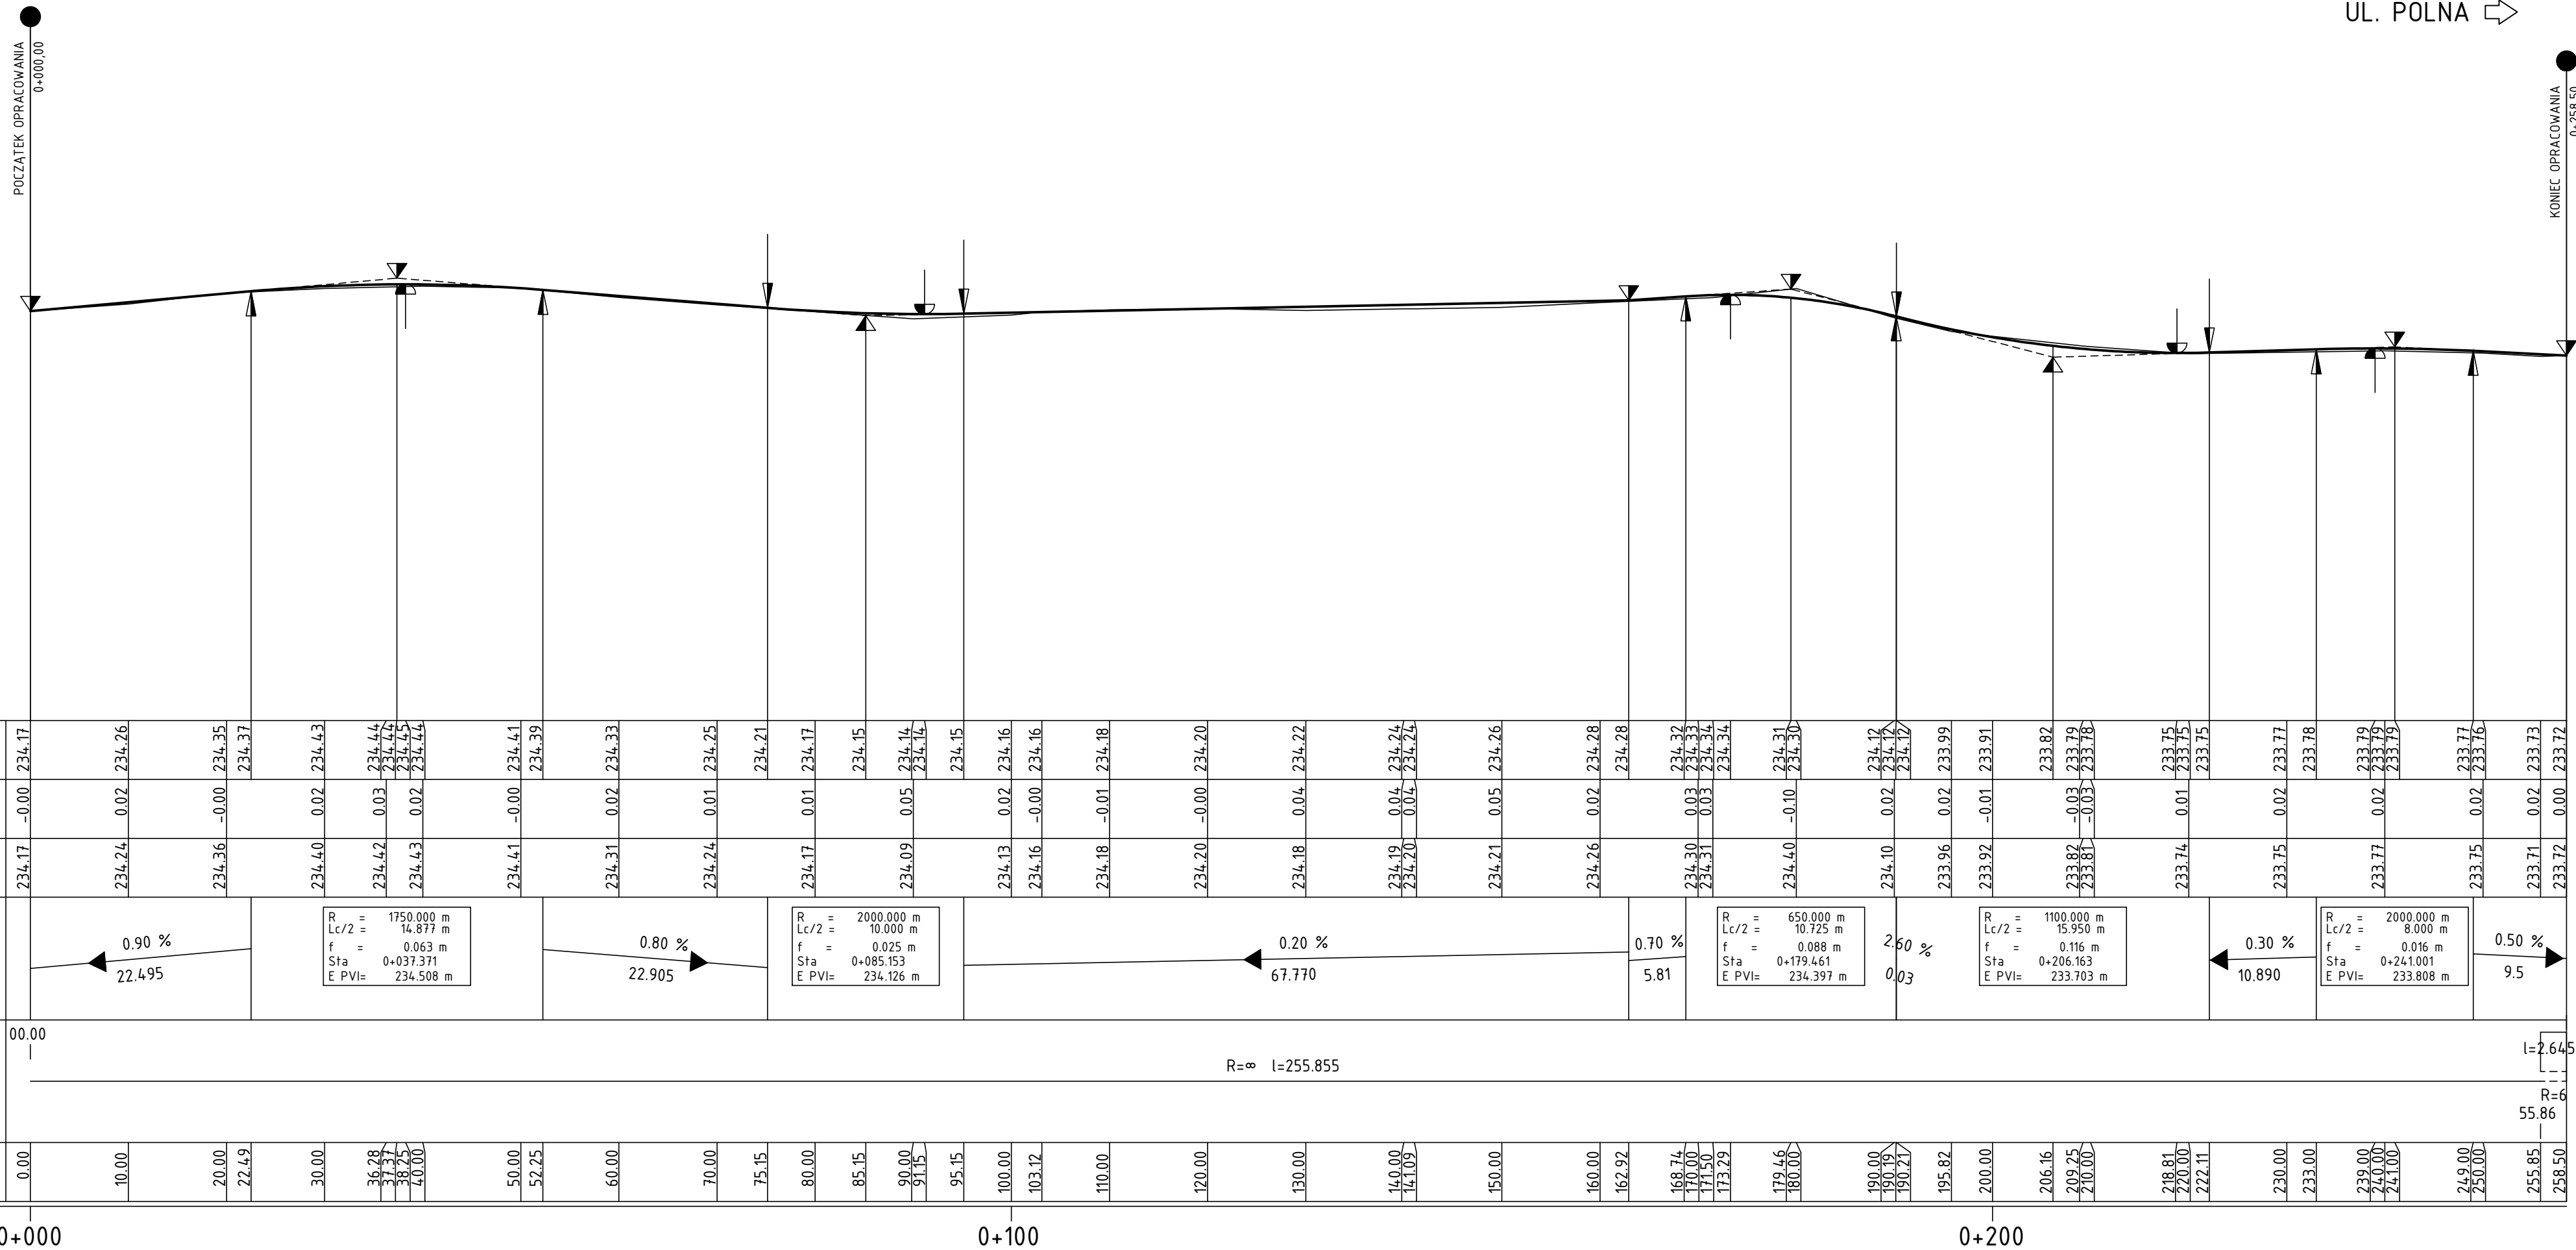 UL. POLNA
POCZĄTEK OPRACOWANIA
0+000,00
KONIEC OPRACOWANIA
0+258,50
234.17 234.26 234.35 234.37 234.43 234.44 234.44 234.45 234.44 234.41 234.39 234.33 234.25 234.21 234.17 234.15 234.14 234.14 234.15 234.16 234.16 234.18 234.20 234.22 234.24 234.24 234.26 234.28 234.28 234.32 234.33 234.34 234.34 234.31 234.30 234.12 234.12 234.12 233.99 233.91 233.82 233.79 233.78 233.75 233.75 233.75 233.77 233.78 233.79 233.79 233.79 233.77 233.76 233.73 233.72
-0.00 0.02 -0.00 0.02 0.03 0.02 -0.00 0.02 0.01 0.01 0.05 0.02 -0.00 -0.01 -0.00 0.04 0.04 0.04 0.05 0.02 0.03 0.03 -0.10 0.02 0.02 -0.01 -0.03 -0.03 0.01 0.02 0.02 0.02 0.02 0.00
234.17 234.24 234.36 234.40 234.42 234.43 234.41 234.31 234.24 234.17 234.09 234.13 234.16 234.18 234.20 234.18 234.19 234.20 234.21 234.26 234.30 234.31 234.40 234.10 233.96 233.92 233.82 233.81 233.74 233.75 233.77 233.75 233.71 233.72
0.90 %
22.495
R = 1750.000 m
Lc/2 = 14.877 m
f = 0.063 m
Sta 0+037.371
E PVI= 234.508 m
0.80 %
22.905
R = 2000.000 m
Lc/2 = 10.000 m
f = 0.025 m
Sta 0+085.153
E PVI= 234.126 m
0.20 %
67.770
0.70 %
5.81
R = 650.000 m
Lc/2 = 10.725 m
f = 0.088 m
Sta 0+179.461
E PVI= 234.397 m
2.60 %
0.03
R = 1100.000 m
Lc/2 = 15.950 m
f = 0.116 m
Sta 0+206.163
E PVI= 233.703 m
0.30 %
10.890
R = 2000.000 m
Lc/2 = 8.000 m
f = 0.016 m
Sta 0+241.001
E PVI= 233.808 m
0.50 %
9.5
00.00
R=∞ l=255.855
l=2.645
R=6
55.86
0.00 10.00 20.00 22.49 30.00 36.28 37.37 38.25 40.00 50.00 52.25 60.00 70.00 75.15 80.00 85.15 90.00 91.15 95.15 100.00 103.12 110.00 120.00 130.00 140.00 141.09 150.00 160.00 162.92 168.74 170.00 171.50 173.29 179.46 180.00 190.00 190.19 190.21 195.82 200.00 206.16 209.25 210.00 218.81 220.00 222.11 230.00 233.00 239.00 240.00 241.00 249.00 250.00 255.85 258.50
0+000 0+100 0+200